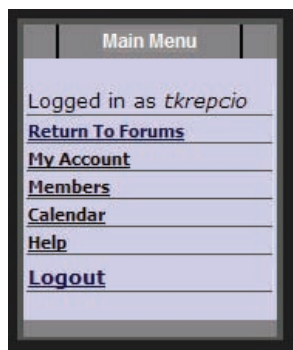 Main Menu
Logged in as tkrepcio
Return To Forums
My Account
Members
Calendar
Help
Logout